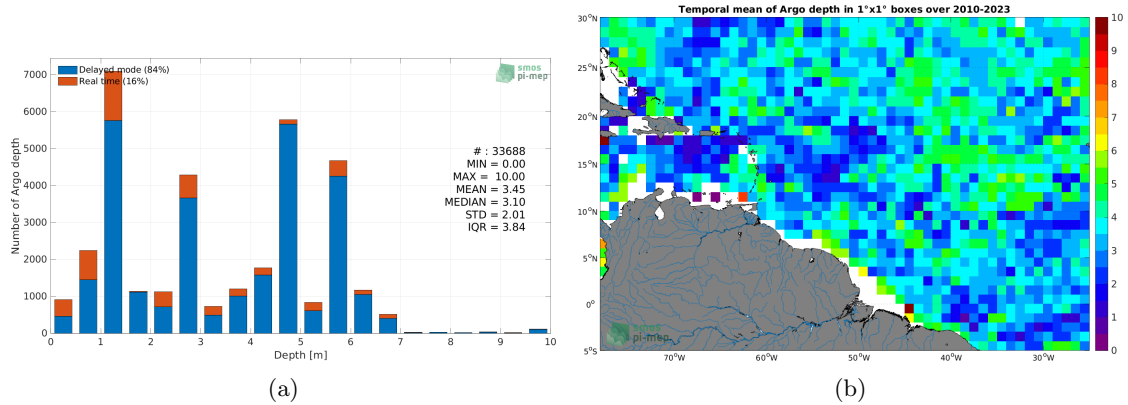 Delayed mode (84%)
Real time (16%)
smos
pi-mep
7000
6000
5000
4000
3000
2000
1000
0
Number of Argo depth
# : 33688
MIN = 0.00
MAX = 10.00
MEAN = 3.45
MEDIAN = 3.10
STD = 2.01
IQR = 3.84
0 1 2 3 4 5 6 7 8 9 10
Depth [m]
(a)
Temporal mean of Argo depth in 1°x1° boxes over 2010-2023
30°N
25°N
20°N
15°N
10°N
5°N
0°
5°S
70°W 60°W 50°W 40°W 30°W
smos
pi-mep
10
9
8
7
6
5
4
3
2
1
0
(b)